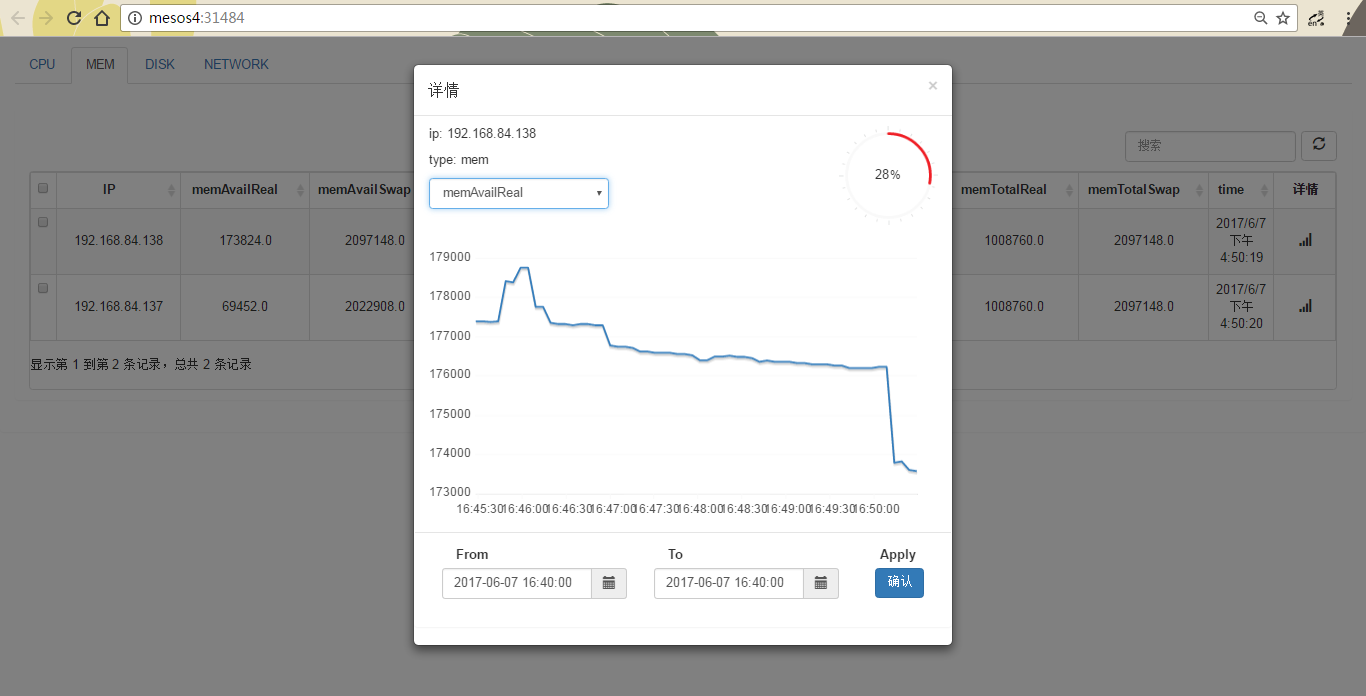 mesos4:31484
CPU MEM DISK NETWORK
详情 ×
ip: 192.168.84.138
type: mem
28%
memAvailReal
搜索
IP memAvailReal memAvailSwap memTotalReal memTotalSwap time 详情
192.168.84.138 173824.0 2097148.0 1008760.0 2097148.0 2017/6/7 下午 4:50:19
192.168.84.137 69452.0 2022908.0 1008760.0 2097148.0 2017/6/7 下午 4:50:20
显示第 1 到第 2 条记录，总共 2 条记录
179000
178000
177000
176000
175000
174000
173000
16:45:30 16:46:00 16:46:30 16:47:00 16:47:30 16:48:00 16:48:30 16:49:00 16:49:30 16:50:00
From To Apply
2017-06-07 16:40:00 2017-06-07 16:40:00 确认